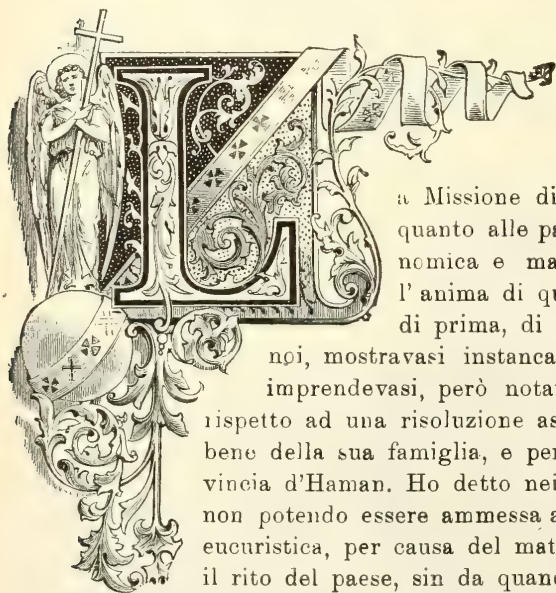 La Missione di
quanto alle pa
nomica e ma
l'anima di qu
di prima, di
noi, mostravasi instanca
imprendevasi, però nota
rispetto ad una risoluzione as
bene della sua famiglia, e per
vincia d'Haman. Ho detto nei
non potendo essere ammessa a
eucuristica, per causa del mat
il rito del paese, sin da quand